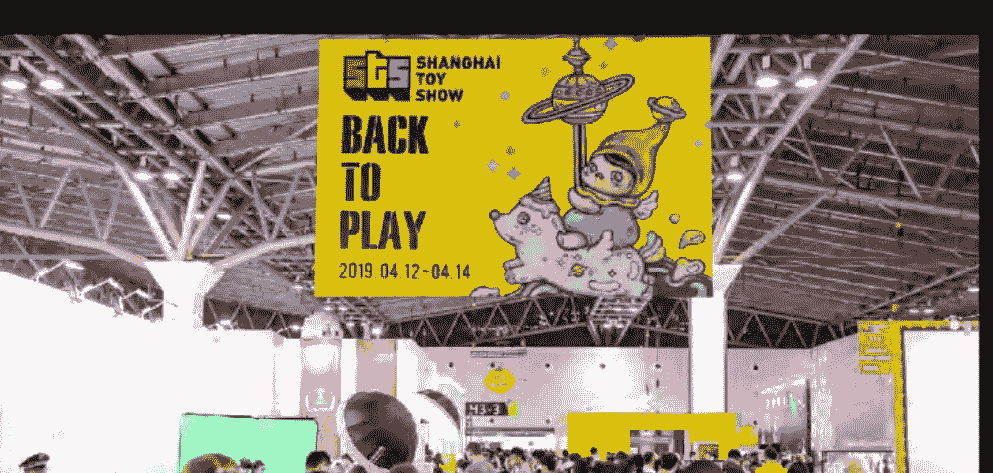 STS
SHANGHAI
TOY
SHOW
BACK
TO
PLAY
2019 04 12-04.14